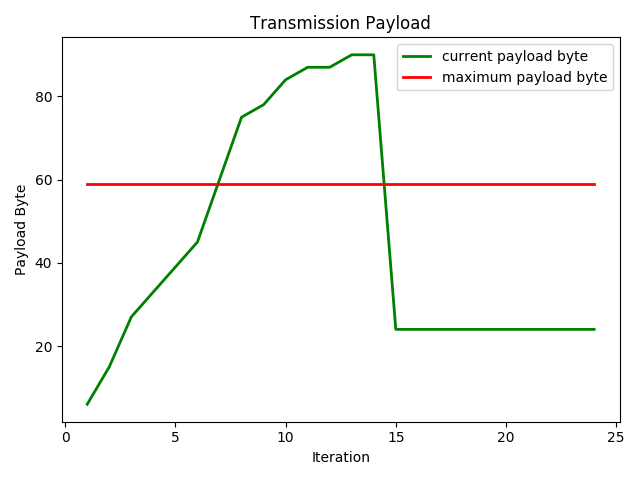 Transmission Payload
current payload byte
maximum payload byte
Payload Byte
80
60
40
20
0 5 10 15 20 25
Iteration